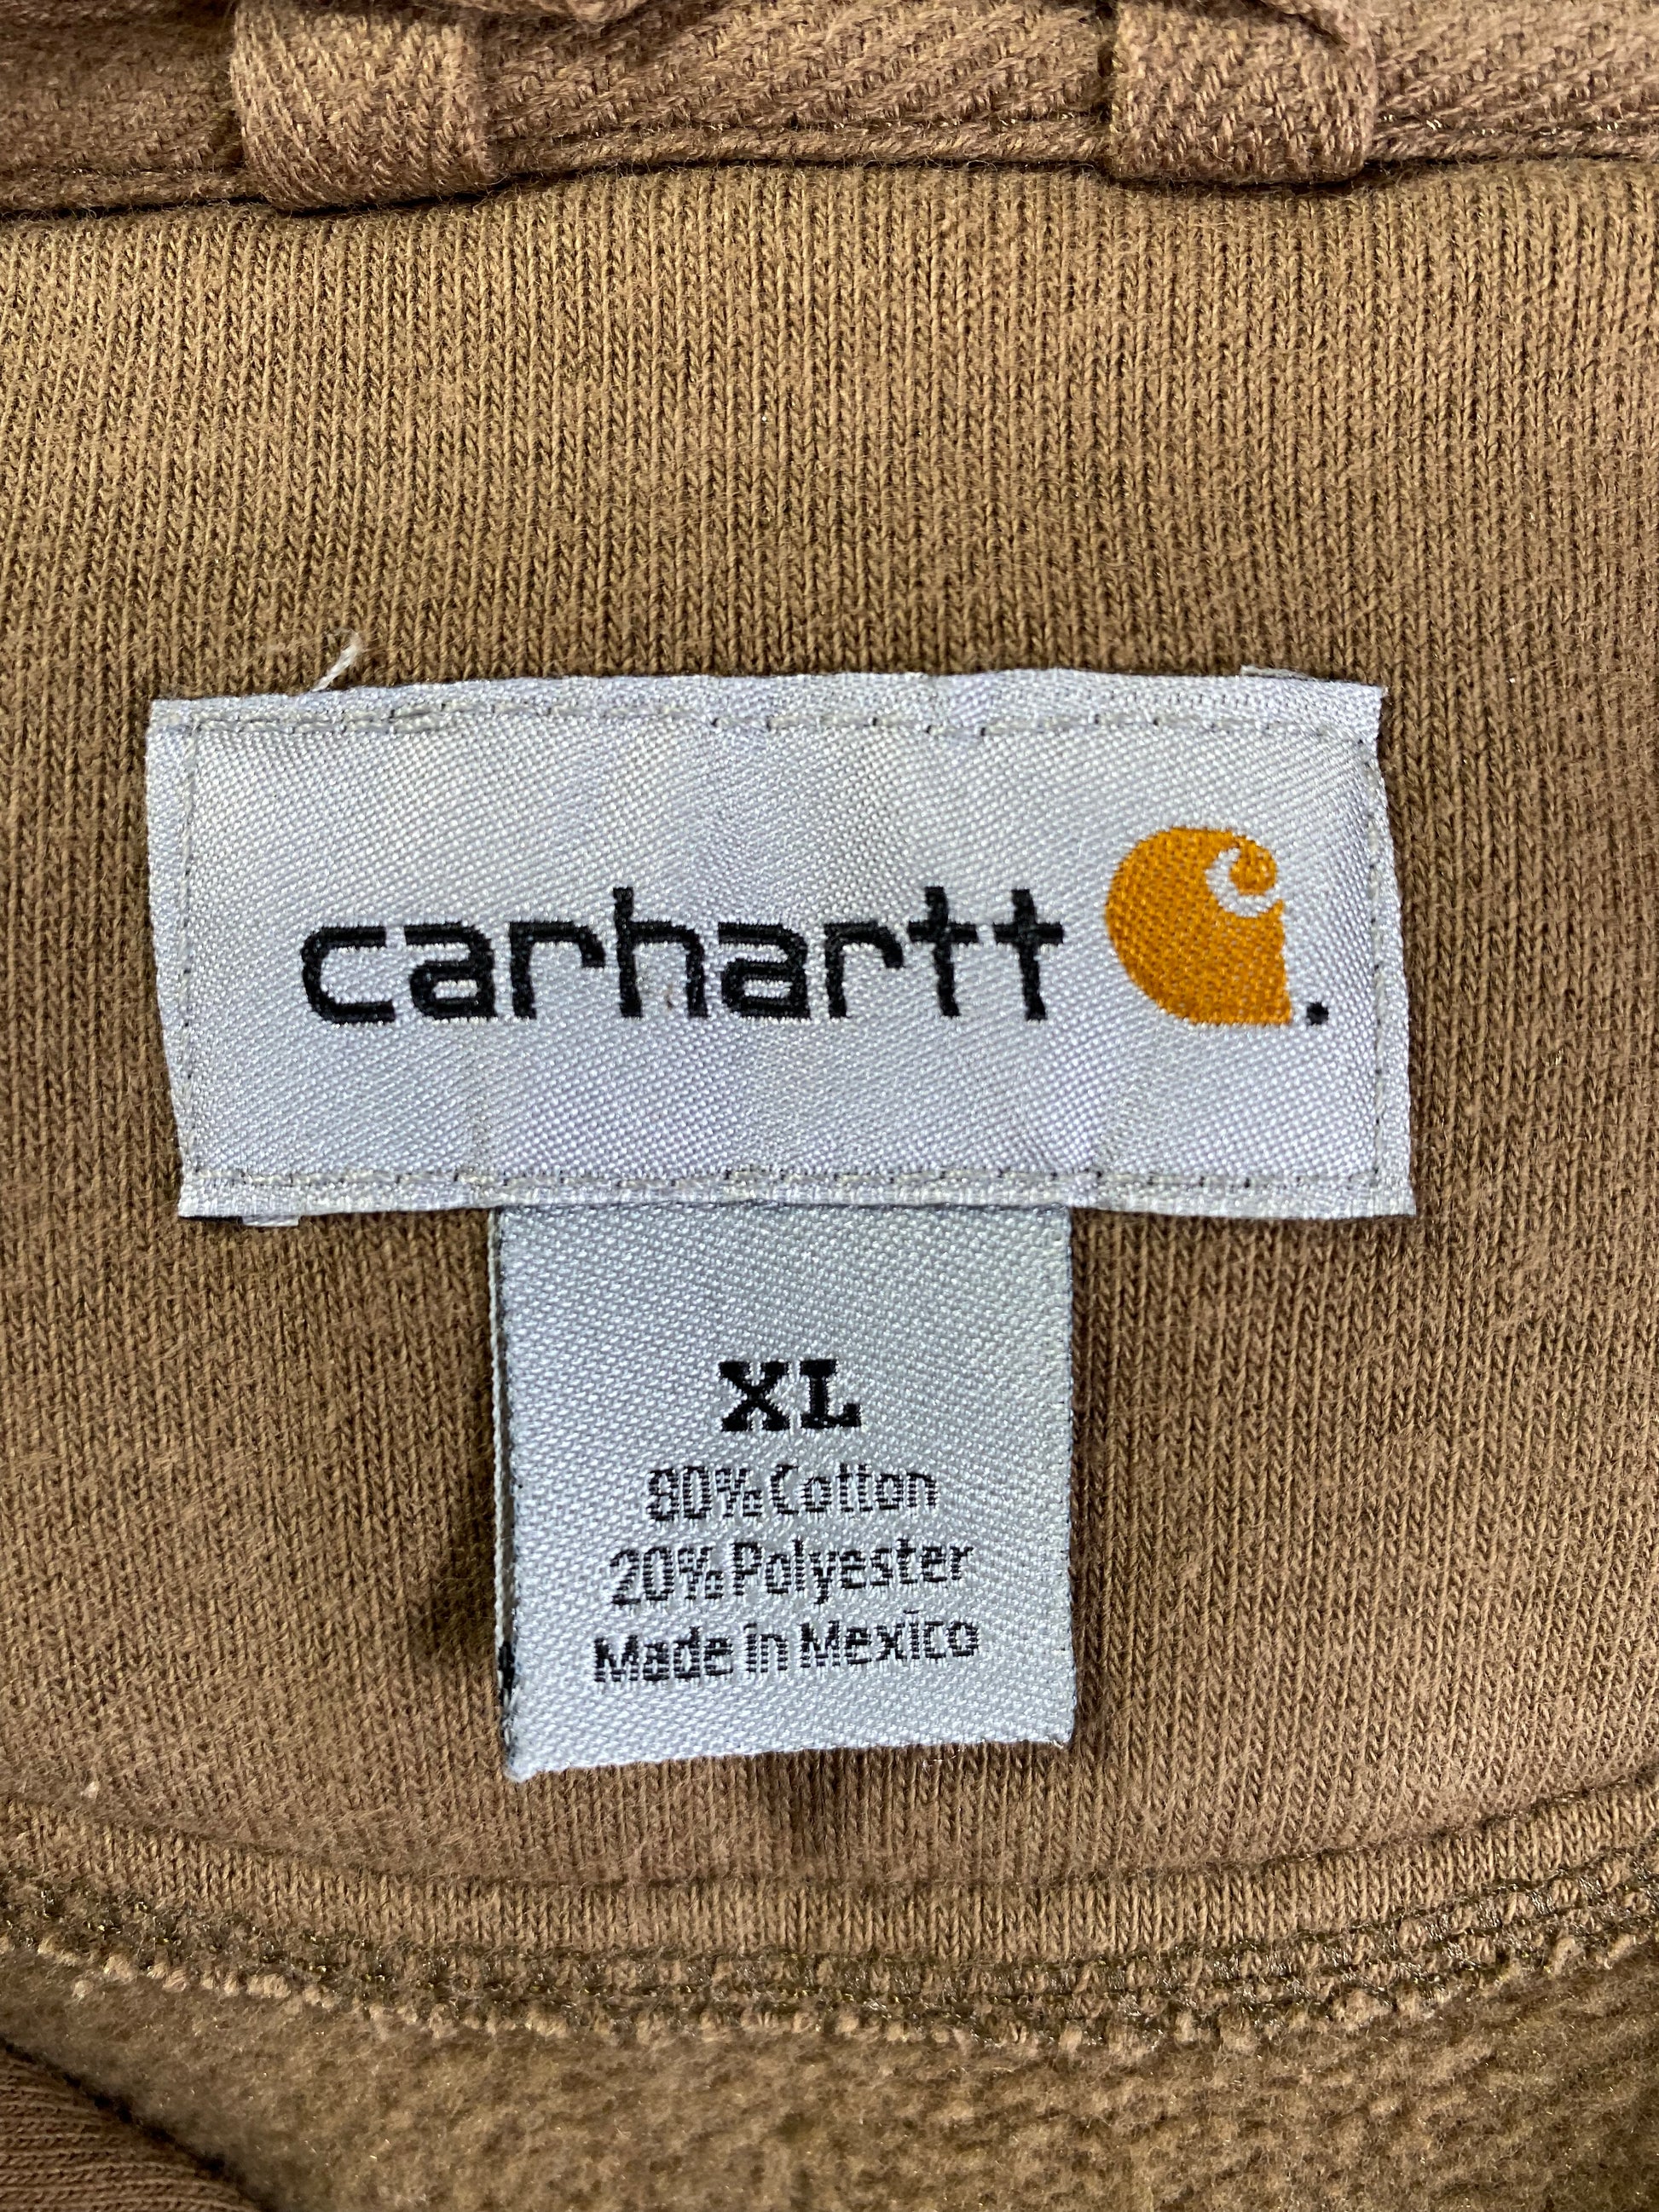 carhartt.
XL
80% Cotton
20% Polyester
Made in Mexico